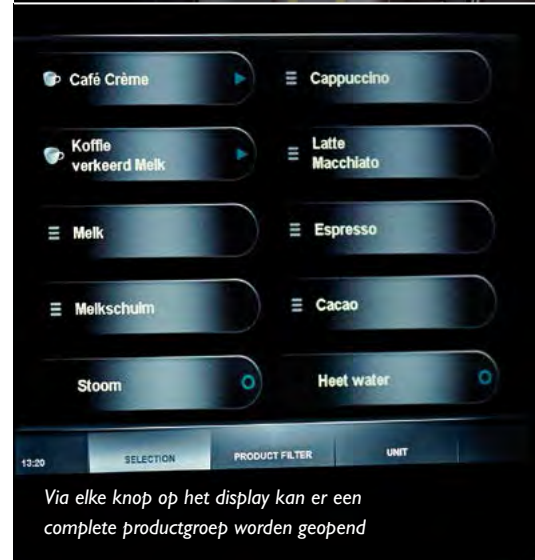 Café Crème
Cappuccino
Koffie
verkeerd Melk
Latte
Macchiato
Melk
Espresso
Melkschuim
Cacao
Stoom
Heet water
13:20
SELECTION
PRODUCT FILTER
UNIT
Via elke knop op het display kan er een
complete productgroep worden geopend